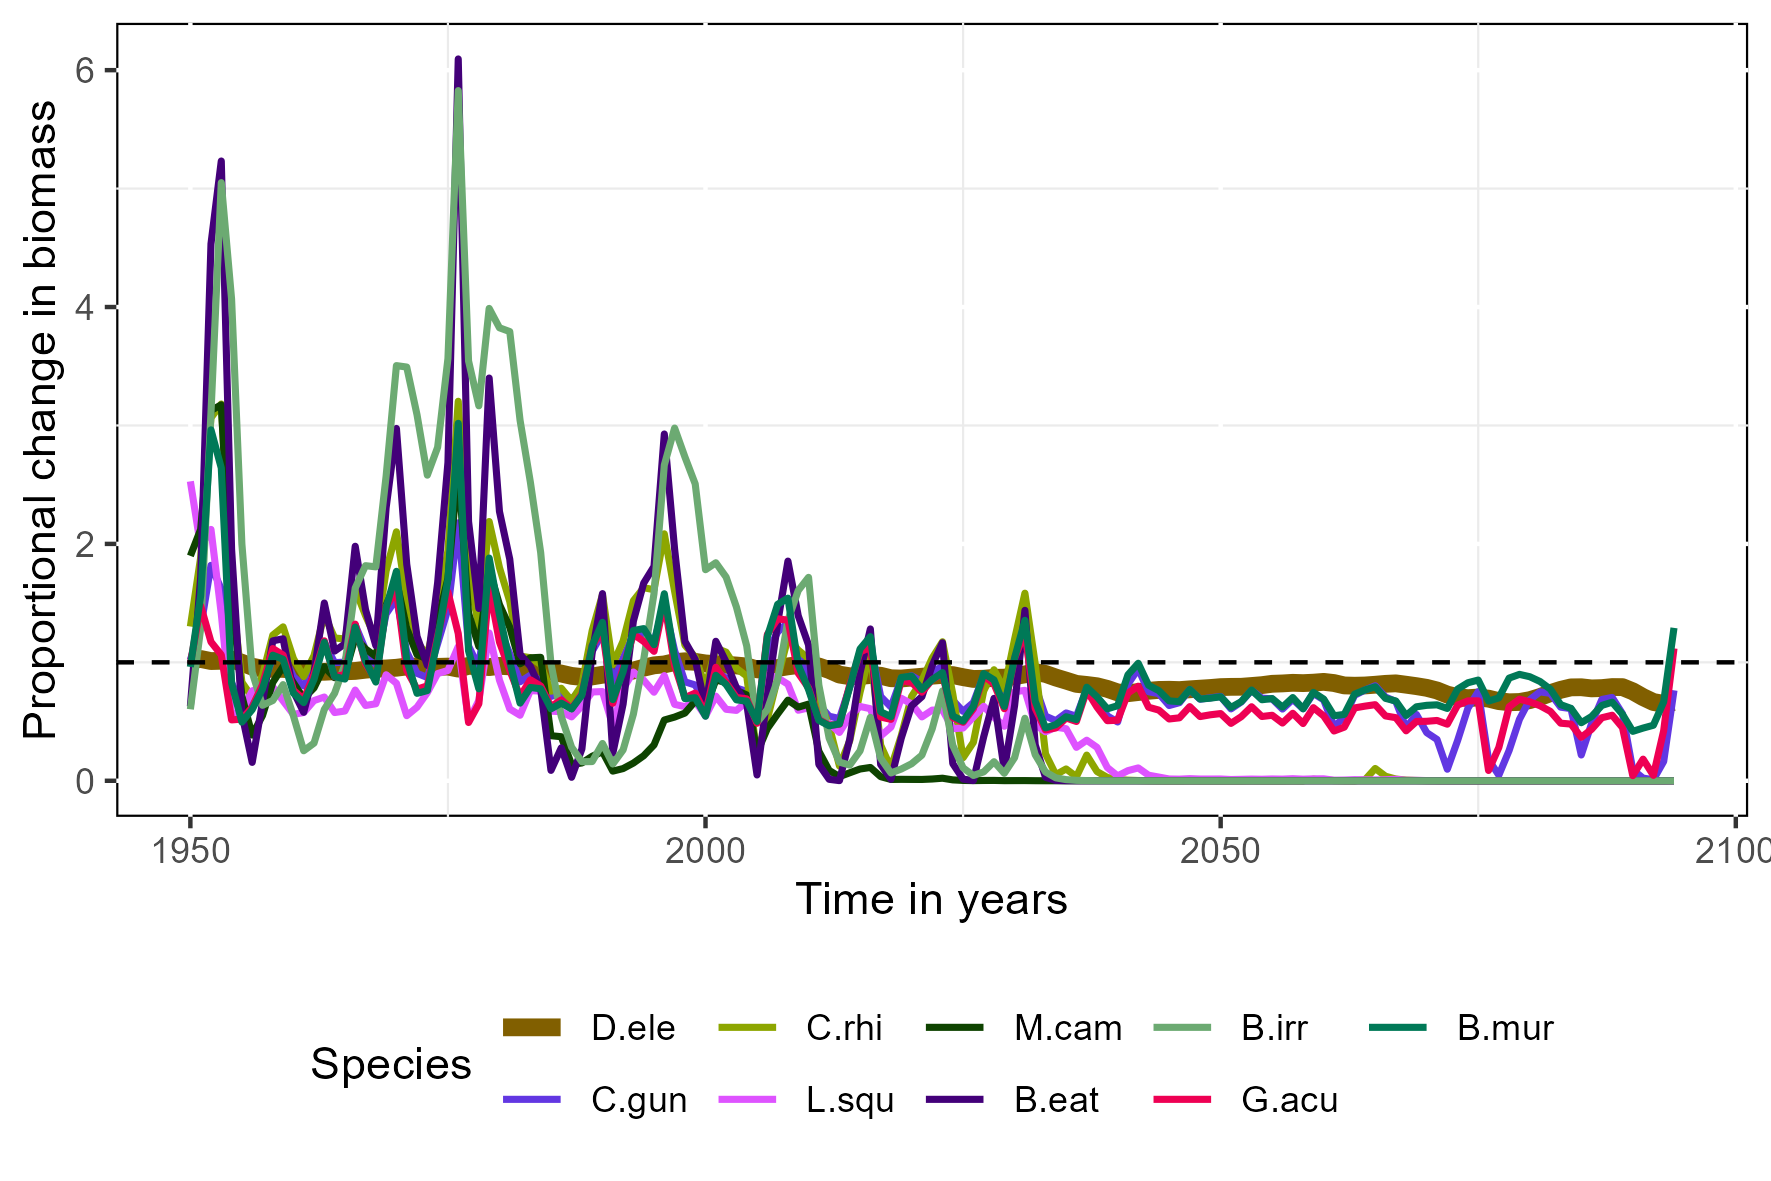 Proportional change in biomass
6
4
2
0
1950 2000 2050 2100
Time in years
Species
D.ele C.rhi M.cam B.irr B.mur
C.gun L.squ B.eat G.acu